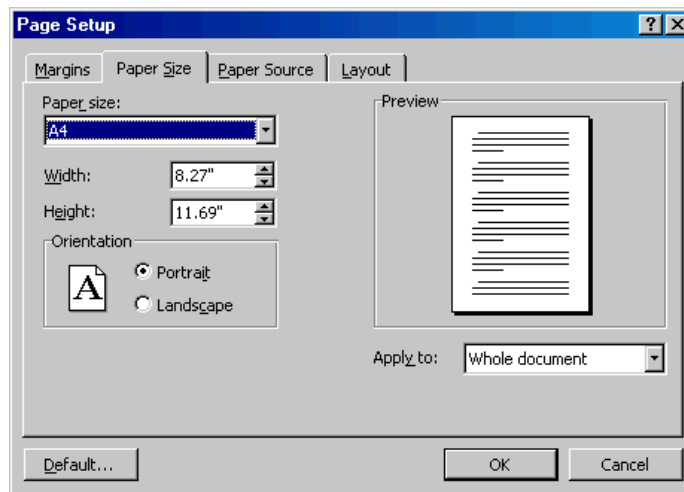 Page Setup
Margins Paper Size Paper Source Layout
Paper size:
A4
Width: 8.27"
Height: 11.69"
Orientation
A
Portrait
Landscape
Preview
Apply to: Whole document
Default... OK Cancel